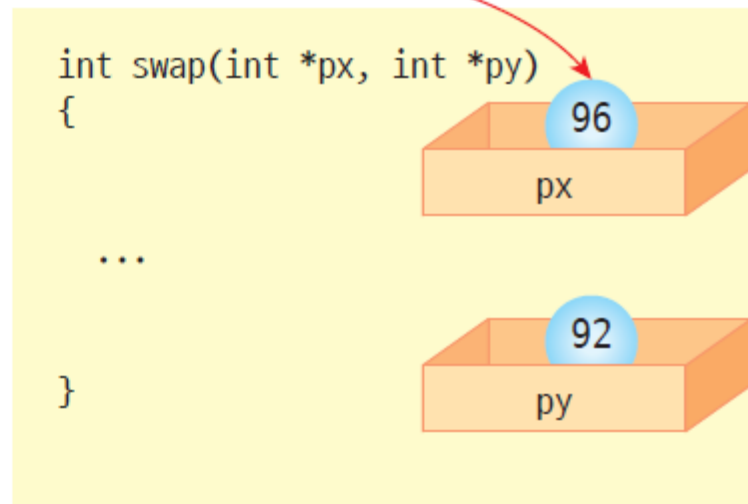 int swap(int *px, int *py)
{
96
px
...
92
}
py